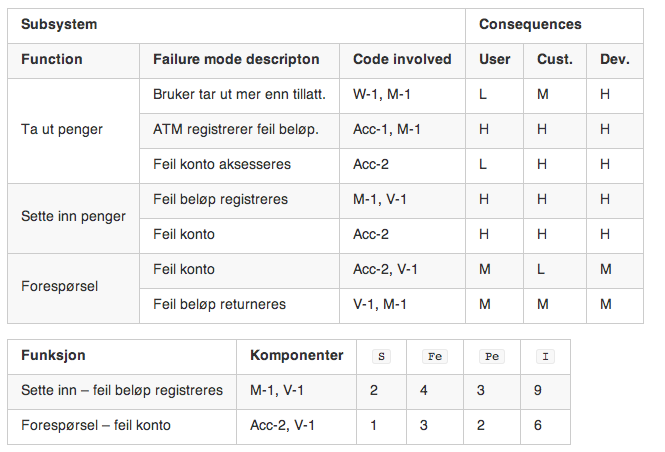 Subsystem Consequences
Function Failure mode descripton Code involved User Cust. Dev.
Ta ut penger
Bruker tar ut mer enn tillatt. W-1, M-1 L M H
ATM registrerer feil beløp. Acc-1, M-1 H H H
Feil konto aksesseres Acc-2 L H H
Sette inn penger
Feil beløp registreres M-1, V-1 H H H
Feil konto Acc-2 H H H
Forespørsel
Feil konto Acc-2, V-1 M L M
Feil beløp returneres V-1, M-1 M M M
Funksjon Komponenter S Fe Pe I
Sette inn – feil beløp registreres M-1, V-1 2 4 3 9
Forespørsel – feil konto Acc-2, V-1 1 3 2 6